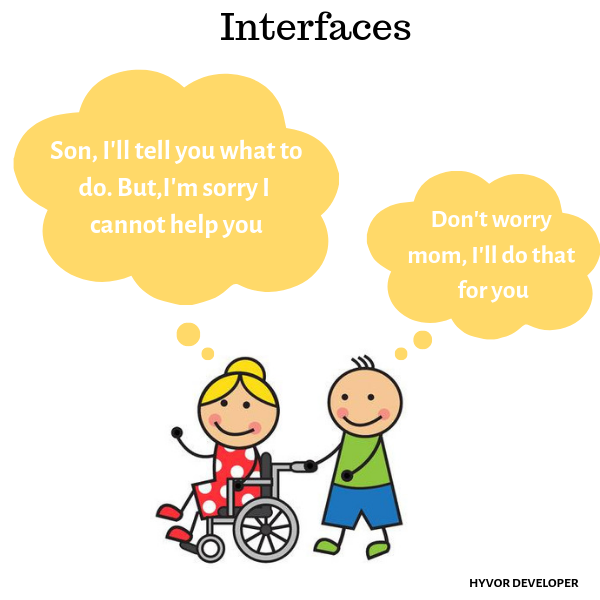 Interfaces
Son, I'll tell you what to
do. But,I'm sorry I
cannot help you
Don't worry
mom, I'll do that
for you
HYVOR DEVELOPER